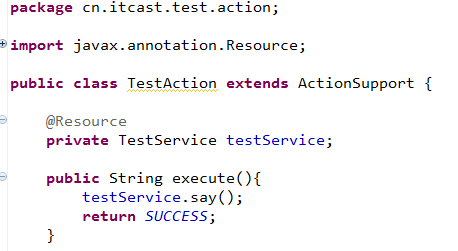 package cn.itcast.test.action;
import javax.annotation.Resource;
public class TestAction extends ActionSupport {
@Resource
private TestService testService;
public String execute(){
testService.say();
return SUCCESS;
}